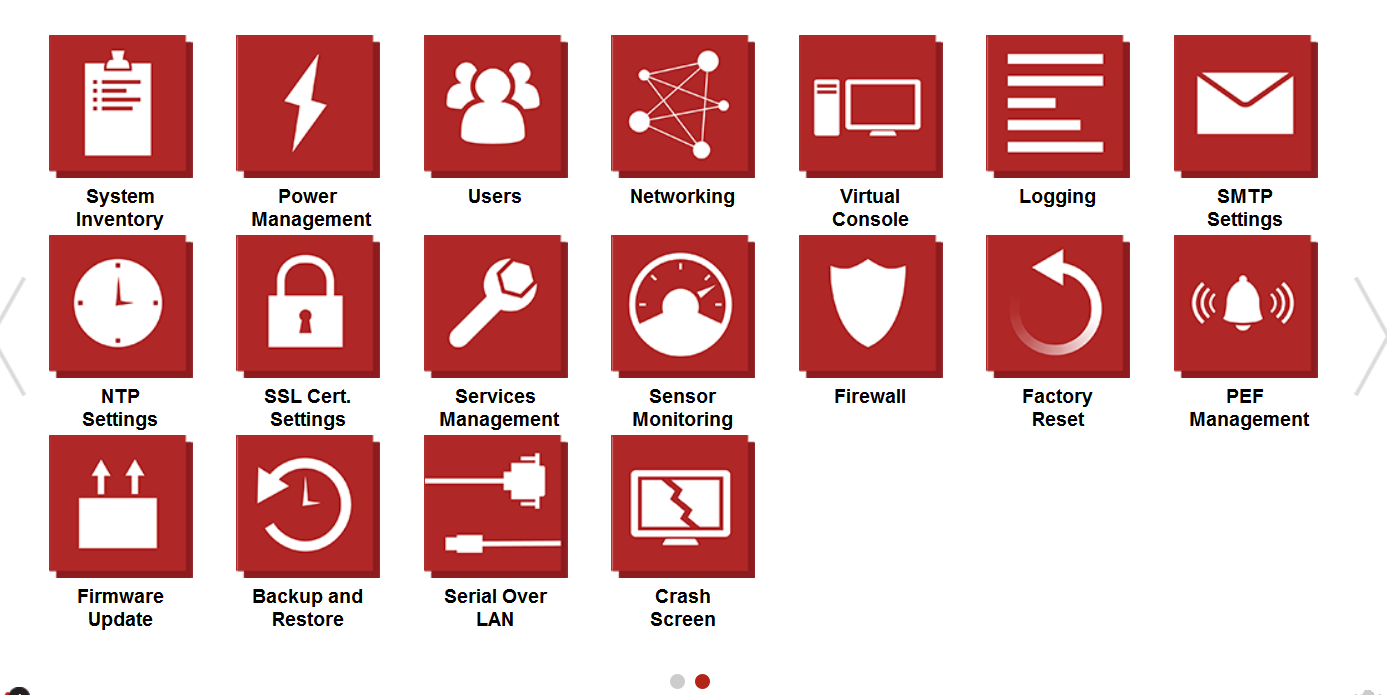 System
Inventory
Power
Management
Users
Networking
Virtual
Console
Logging
SMTP
Settings
NTP
Settings
SSL Cert.
Settings
Services
Management
Sensor
Monitoring
Firewall
Factory
Reset
PEF
Management
Firmware
Update
Backup and
Restore
Serial Over
LAN
Crash
Screen